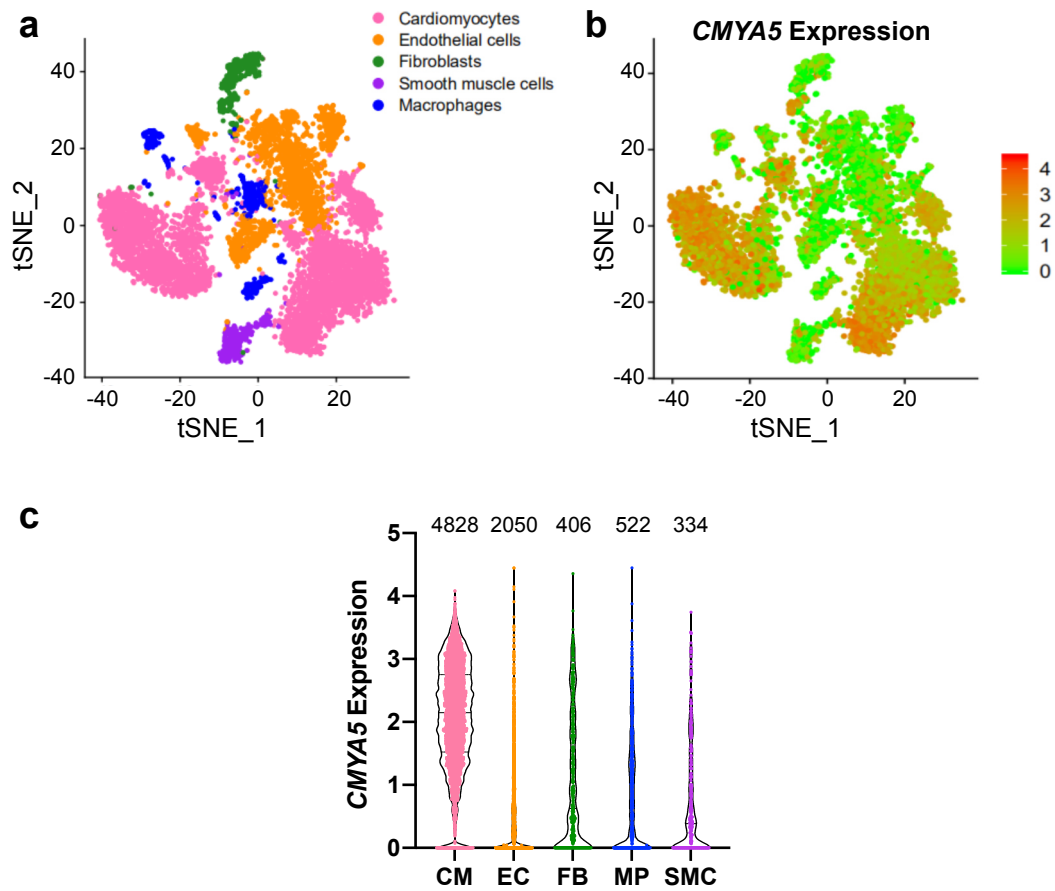 a
Cardiomyocytes
Endothelial cells
Fibroblasts
Smooth muscle cells
Macrophages
40
20
0
-20
-40
tSNE_2
-40 -20 0 20
tSNE_1
b
CMYA5 Expression
40
20
0
-20
-40
tSNE_2
-40 -20 0 20
tSNE_1
4
3
2
1
0
c
4828 2050 406 522 334
5
4
3
2
1
0
CMYA5 Expression
CM EC FB MP SMC